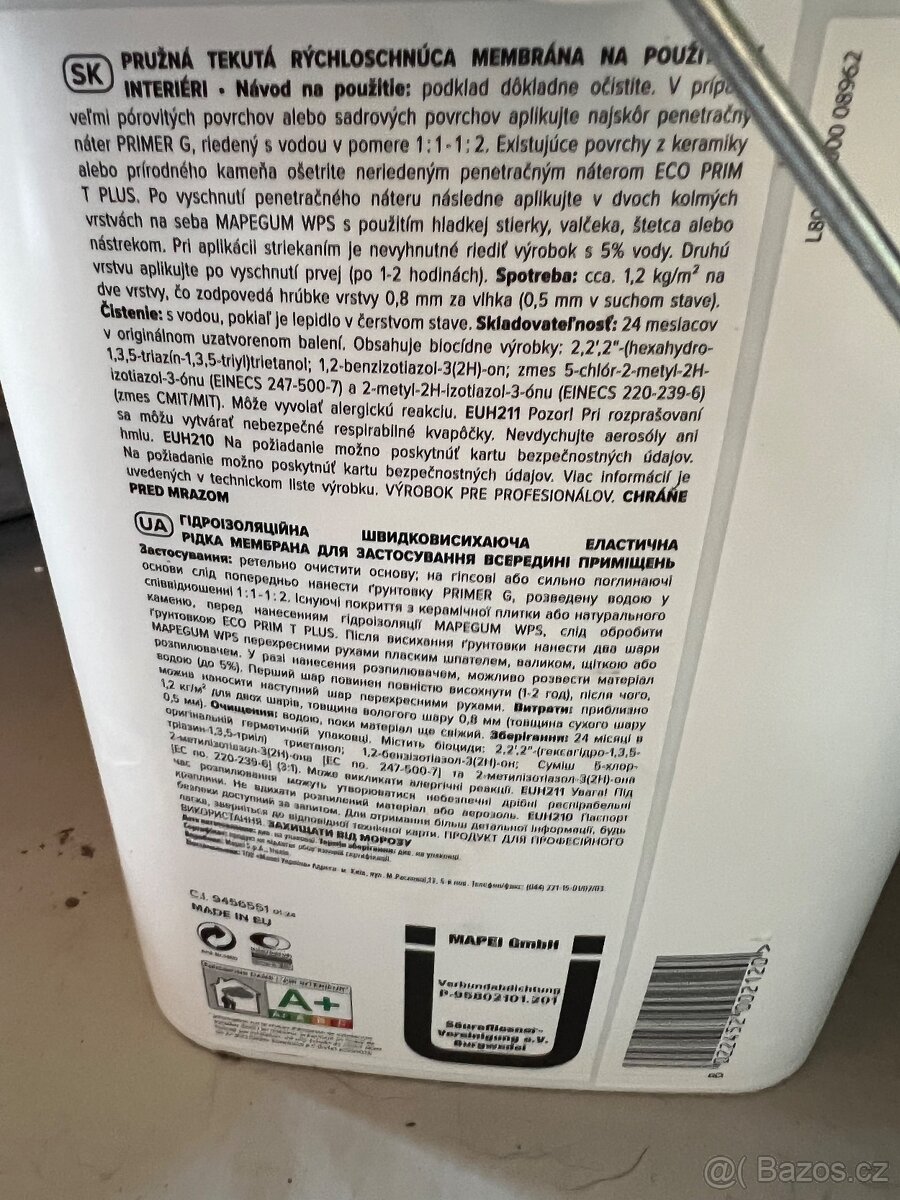 SK PRUŽNÁ TEKUTÁ RÝCHLOSCHNÚCA MEMBRÁNA NA
INTERIÉRI • Návod na použitie: podklad dôkladne očistite. V
veľmi pórovitých povrchov alebo sadrových povrchov aplikujte najskôr penetračný
náter PRIMER G, riedený s vodou v pomere 1:1-1:2. Existujúce povrchy z keramiky
alebo prírodného kameňa ošetrite neriedeným penetračným náterom ECO PRIM
T PLUS. Po vyschnutí penetračného náteru následne aplikujte v dvoch kolmých
vrstvách na seba MAPEGUM WPS s použitím hladkej stierky, valčeka, štetca alebo
nástrekom. Pri aplikácii striekaním je nevyhnutné riediť výrobok s 5% vody. Druhú
vrstvu aplikujte po vyschnutí prvej (po 1-2 hodinách). Spotreba: cca. 1,2 kg/m² na
dve vrstvy, čo zodpovedá hrúbke vrstvy 0,8 mm za vlhka (0,5 mm v suchom stave).
Čistenie: s vodou, pokiaľ je lepidlo v čerstvom stave. Skladovateľnosť: 24 mesiacov
v originálnom uzatvorenom balení. Obsahuje biocídne výrobky: 2,2',2"-(hexahydro-
1,3,5-triazín-1,3,5-triyl)trietanol; 1,2-benzizotiazol-3(2H)-on; zmes 5-chlór-2-metyl-2H-
izotiazol-3-ónu (EINECS 247-500-7) a 2-metyl-2H-izotiazol-3-ónu (EINECS 220-239-6)
(zmes CMIT/MIT). Môže vyvolať alergickú reakciu. EUH211 Pozor! Pri rozprašovaní
sa môžu vytvárať nebezpečné respirabilné kvapôčky. Nevdychujte aerosóly ani
hmlu. EUH210 Na požiadanie možno poskytnúť kartu bezpečnostných údajov.
Na požiadanie možno poskytnúť kartu bezpečnostných údajov. Viac informácií je
uvedených v technickom liste výrobku. VÝROBOK PRE PROFESIONÁLOV. CHRÁŇE
PRED MRAZOM
UA ГІДРОІЗОЛЯЦІЙНА ШВИДКОВИСИХАЮЧА ЕЛАСТИЧНА
РІДКА МЕМБРАНА ДЛЯ ЗАСТОСУВАННЯ ВСЕРЕДИНІ ПРИМІЩЕНЬ
Застосування: ретельно очистити основу; на гіпсові або сильно поглинаючі
основи слід попередньо нанести ґрунтовку PRIMER G, розведену водою у
співвідношенні 1:1-1:2. Існуючі покриття з керамічної плитки або натурального
каменю, перед нанесенням гідроізоляції MAPEGUM WPS, слід обробити
ґрунтовкою ECO PRIM T PLUS. Після висихання ґрунтовки нанести два шари
MAPEGUM WPS перехресними рухами пласким шпателем, валиком, щіткою або
розпилювачем. У разі нанесення розпилювачем, можливо розвести матеріал
водою (до 5%). Перший шар повинен повністю висохнути (1-2 год), після чого,
можна наносити наступний шар перехресними рухами. Витрати: приблизно
1,2 кг/м² для двох шарів, товщина вологого шару 0,8 мм (товщина сухого шару
0,5 мм). Очищення: водою, поки матеріал ще свіжий. Зберігання: 24 місяці в
оригінальній герметичній упаковці. Містить біоциди: 2,2',2"-(гексагідро-1,3,5-
тріазин-1,3,5-триіл) триетанол; 1,2-бензізотіазол-3(2H)-он; Суміш 5-хлор-
2-метилізотіазол-3(2H)-она [EC no. 247-500-7] та 2-метилізотіазол-3(2H)-она
[EC no. 220-239-6] (3:1). Може викликати алергічні реакції. EUH211 Увага! Під
час розпилювання можуть утворюватися небезпечні дрібні респірабельні
краплини. Не вдихати розпилений матеріал або аерозоль. EUH210 Паспорт
безпеки доступний за запитом. Для отримання більш детальної інформації, будь
ласка, зверніться до відповідної технічної карти. ПРОДУКТ ДЛЯ ПРОФЕСІЙНОГО
ВИКОРИСТАННЯ. ЗАХИЩАТИ ВІД МОРОЗУ
C.I. 9456551 01.24
MADE IN EU
A+
MAPEI GmbH
Verbundabdichtung
P-95802101.201
Säurefliesner-
Vereinigung e.V.
Burgwedel
08962
@( Bazos.cz